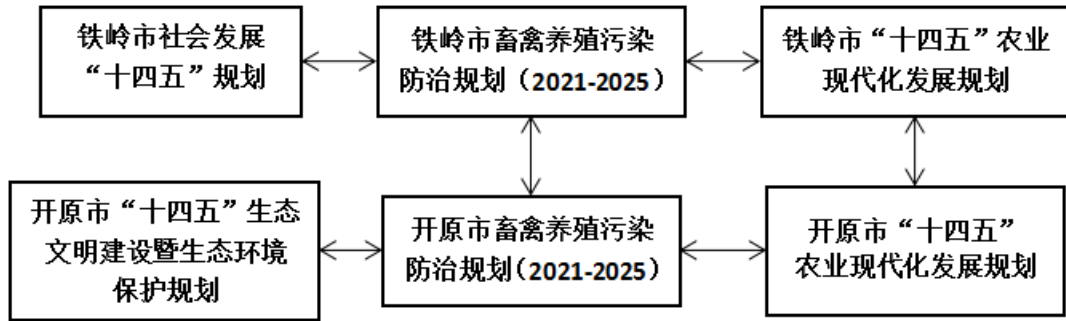 铁岭市社会发展
“十四五”规划
铁岭市畜禽养殖污染
防治规划（2021-2025）
铁岭市“十四五”农业
现代化发展规划
开原市“十四五”生态
文明建设暨生态环境
保护规划
开原市畜禽养殖污染
防治规划(2021-2025)
开原市“十四五”
农业现代化发展规划